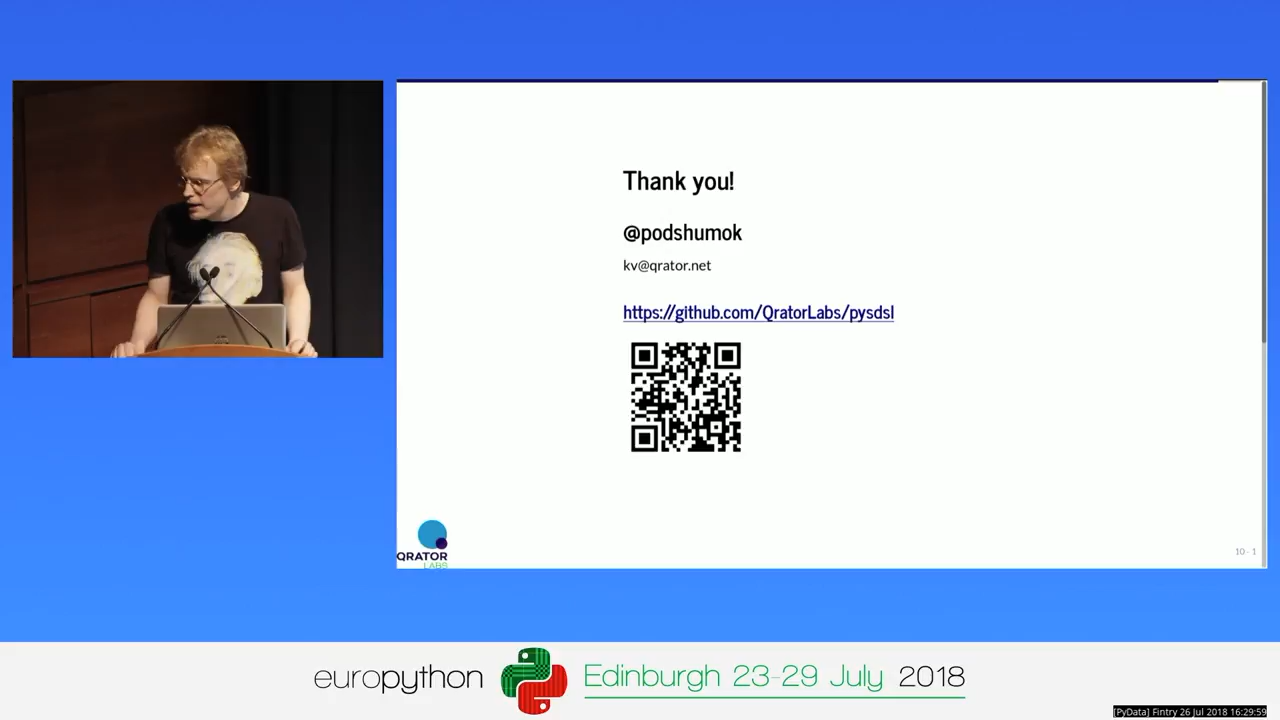 Thank you!
@podshumok
kv@qrator.net
https://github.com/QratorLabs/pysdsl
QRATOR
LABS
10 - 1
europython Edinburgh 23-29 July 2018
[PyData] Fintry 26 Jul 2018 16:29:59